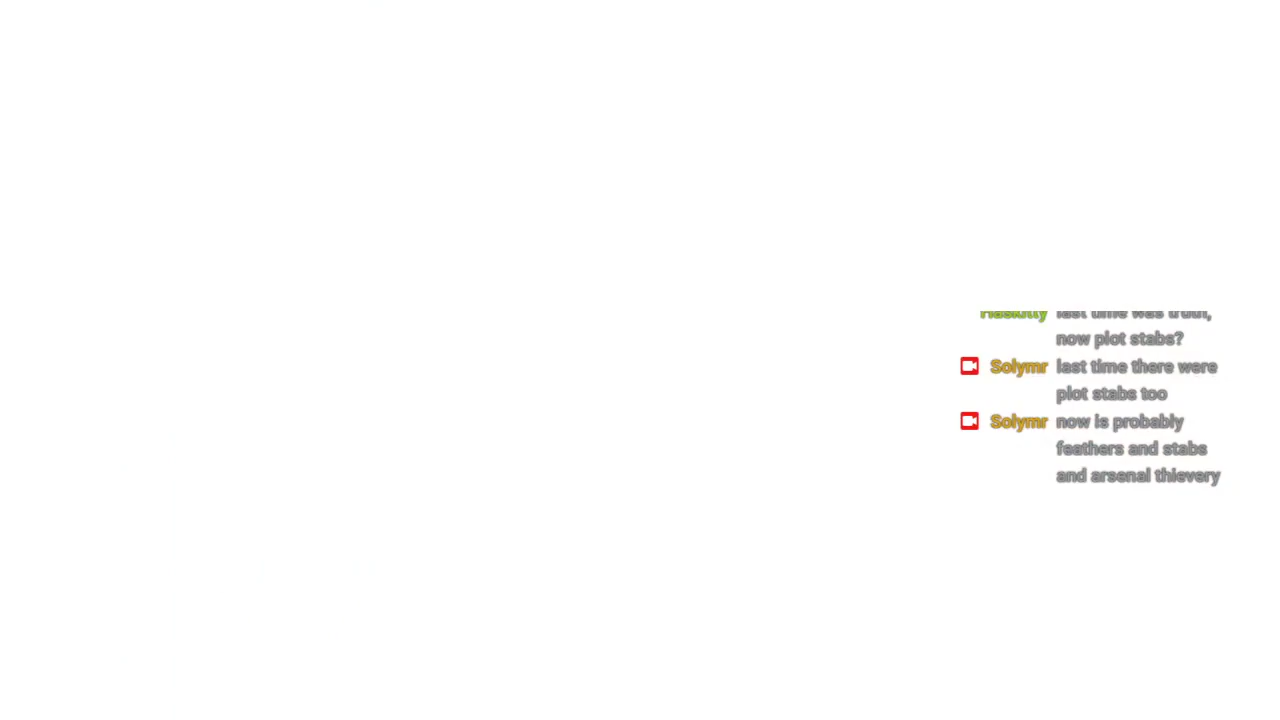 last time was truth,
now plot stabs?
Solymr last time there were
plot stabs too
Solymr now is probably
feathers and stabs
and arsenal thievery